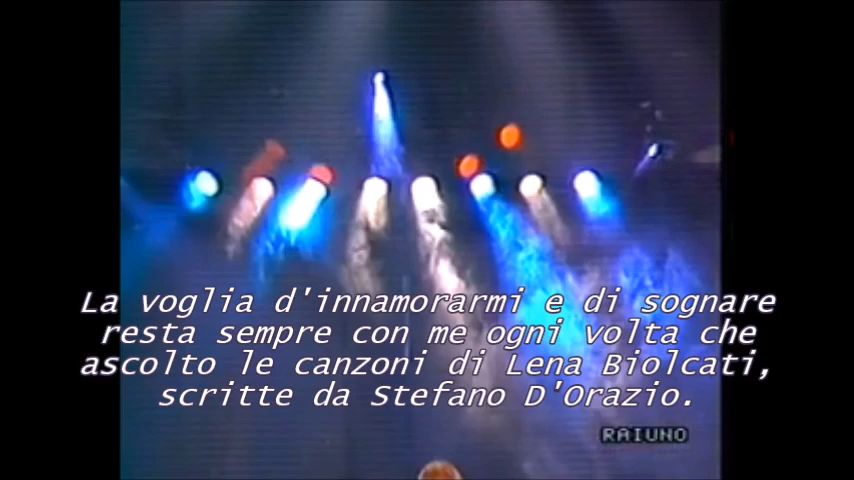 La voglia d'innamorarmi e di sognare
resta sempre con me ogni volta che
ascolto le canzoni di Lena Biolcati,
scritte da Stefano D'Orazio.
RAIUNO